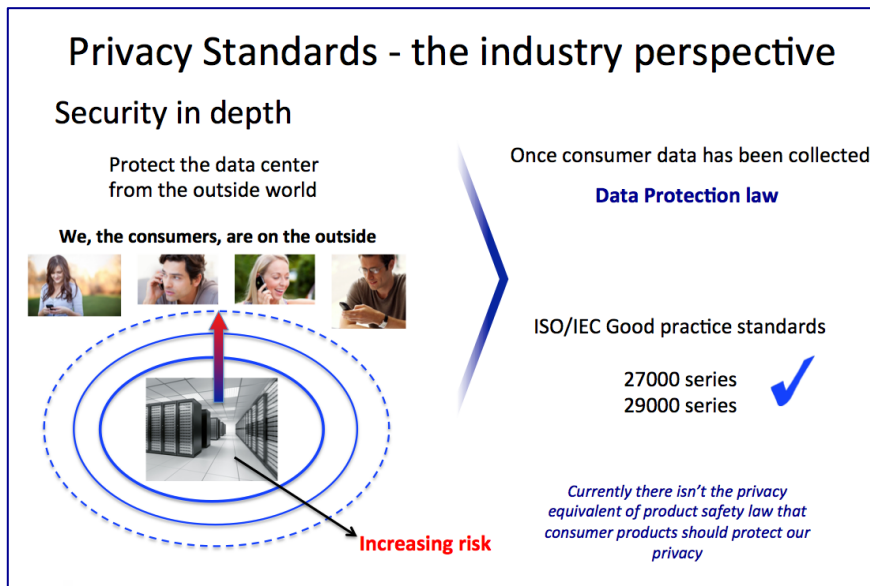 Privacy Standards - the industry perspective
Security in depth
Protect the data center
from the outside world
We, the consumers, are on the outside
Increasing risk
Once consumer data has been collected
Data Protection law
ISO/IEC Good practice standards
27000 series
29000 series
Currently there isn't the privacy
equivalent of product safety law that
consumer products should protect our
privacy